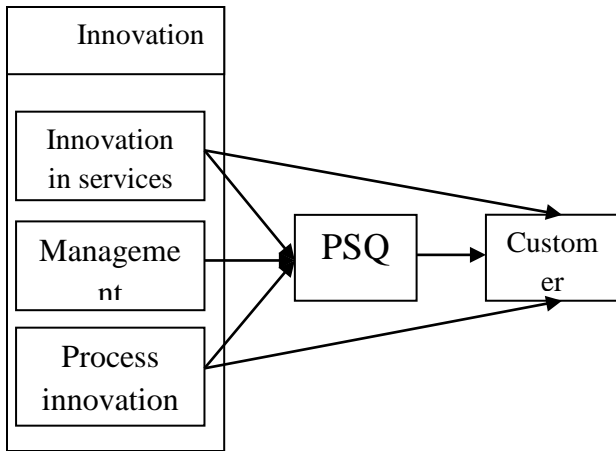 Innovation
Innovation
in services
Manageme
nt
Process
innovation
PSQ
Custom
er